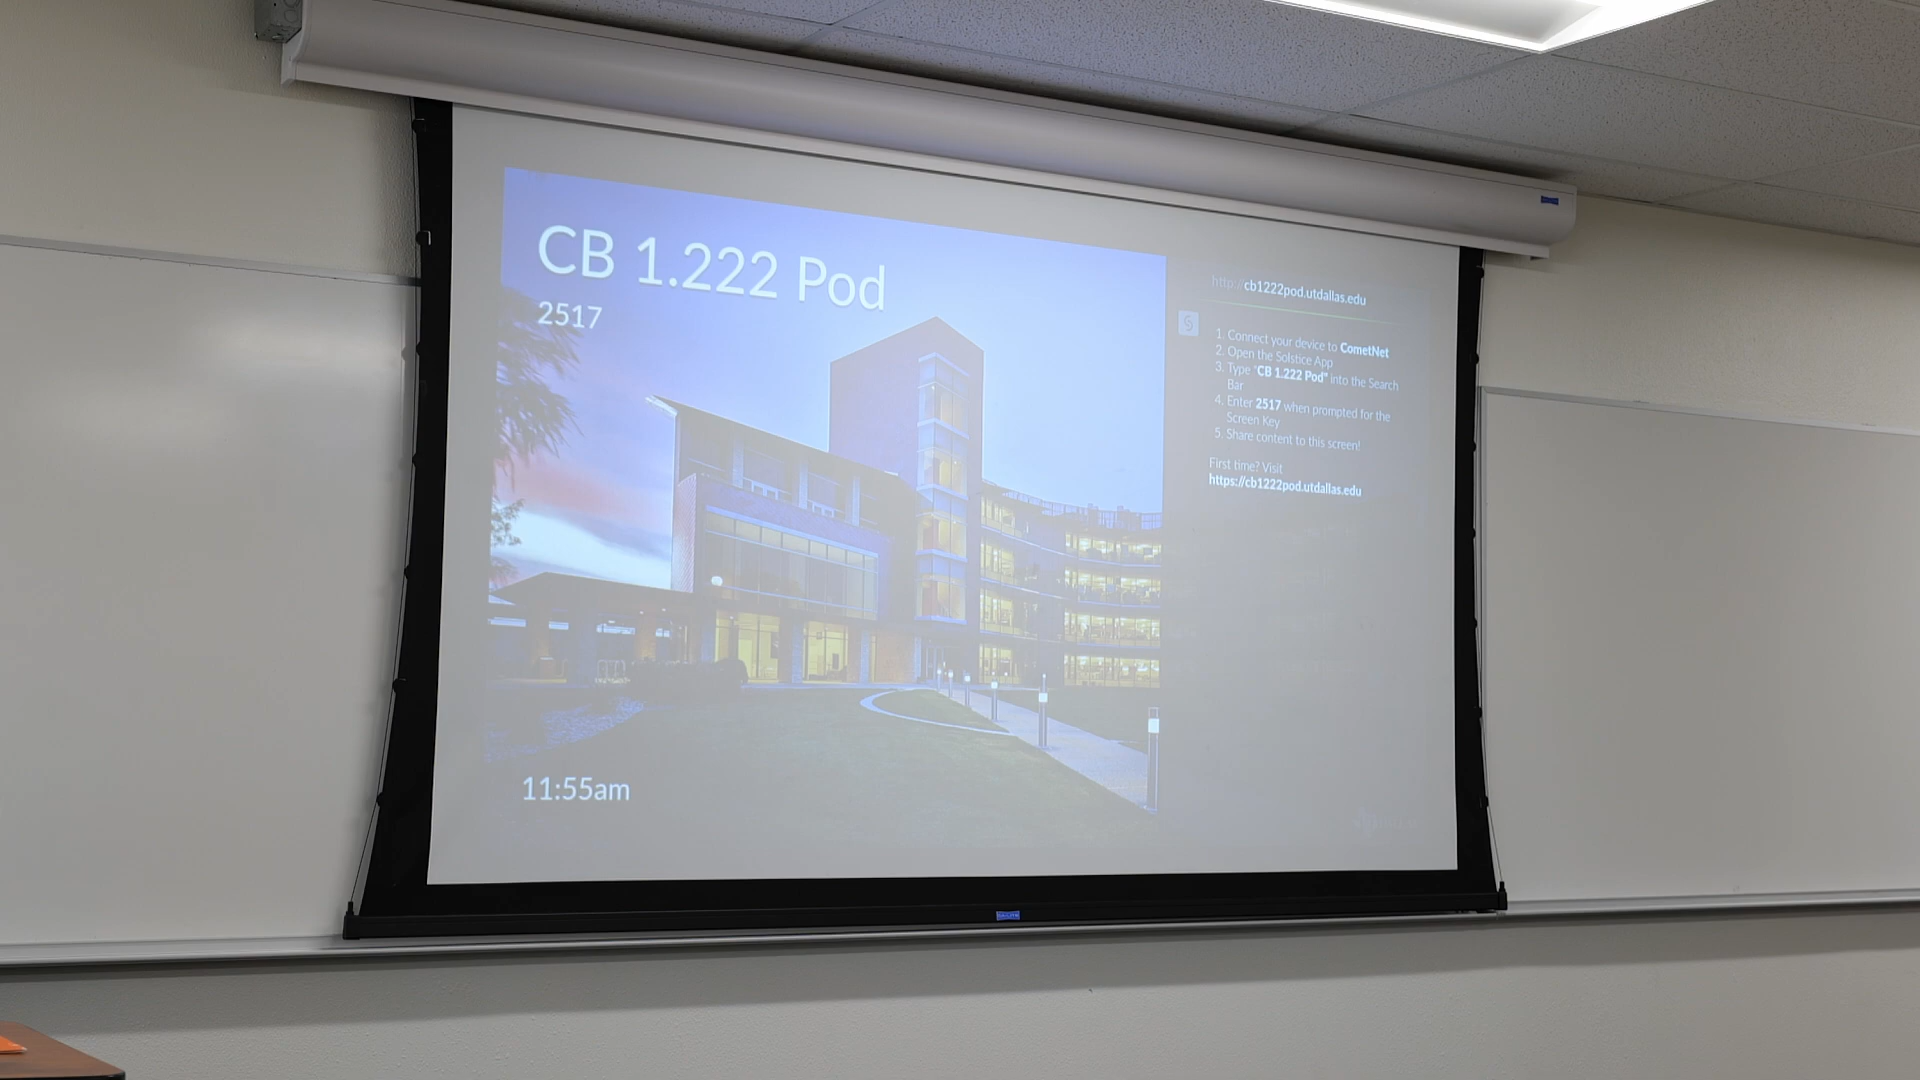 CB 1.222 Pod
2517
11:55am
http://cb1222pod.utdallas.edu
1. Connect your device to CometNet
2. Open the Solstice App
3. Type "CB 1.222 Pod" into the Search
Bar
4. Enter 2517 when prompted for the
Screen Key
5. Share content to this screen!
First time? Visit
https://cb1222pod.utdallas.edu